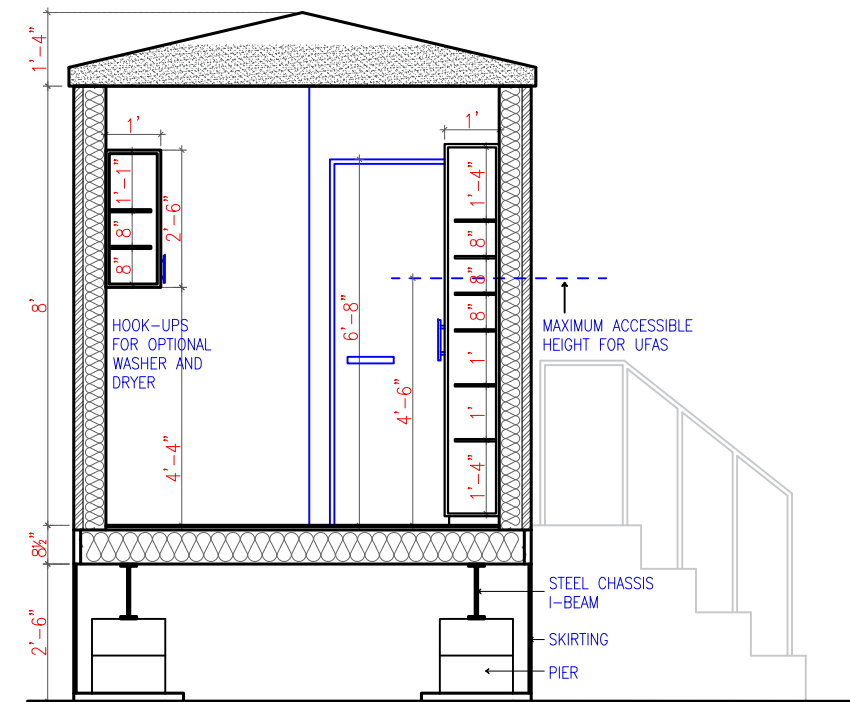 1'-4"
8'
8½"
2'-6"
1'
1'-1"
8"
8"
2'-6"
HOOK-UPS
FOR OPTIONAL
WASHER AND
DRYER
4'-4"
6'-8"
4'-6"
1'
1'-4"
8"
8"
8"
1'
1'
1'-4"
MAXIMUM ACCESSIBLE
HEIGHT FOR UFAS
STEEL CHASSIS
I-BEAM
SKIRTING
PIER